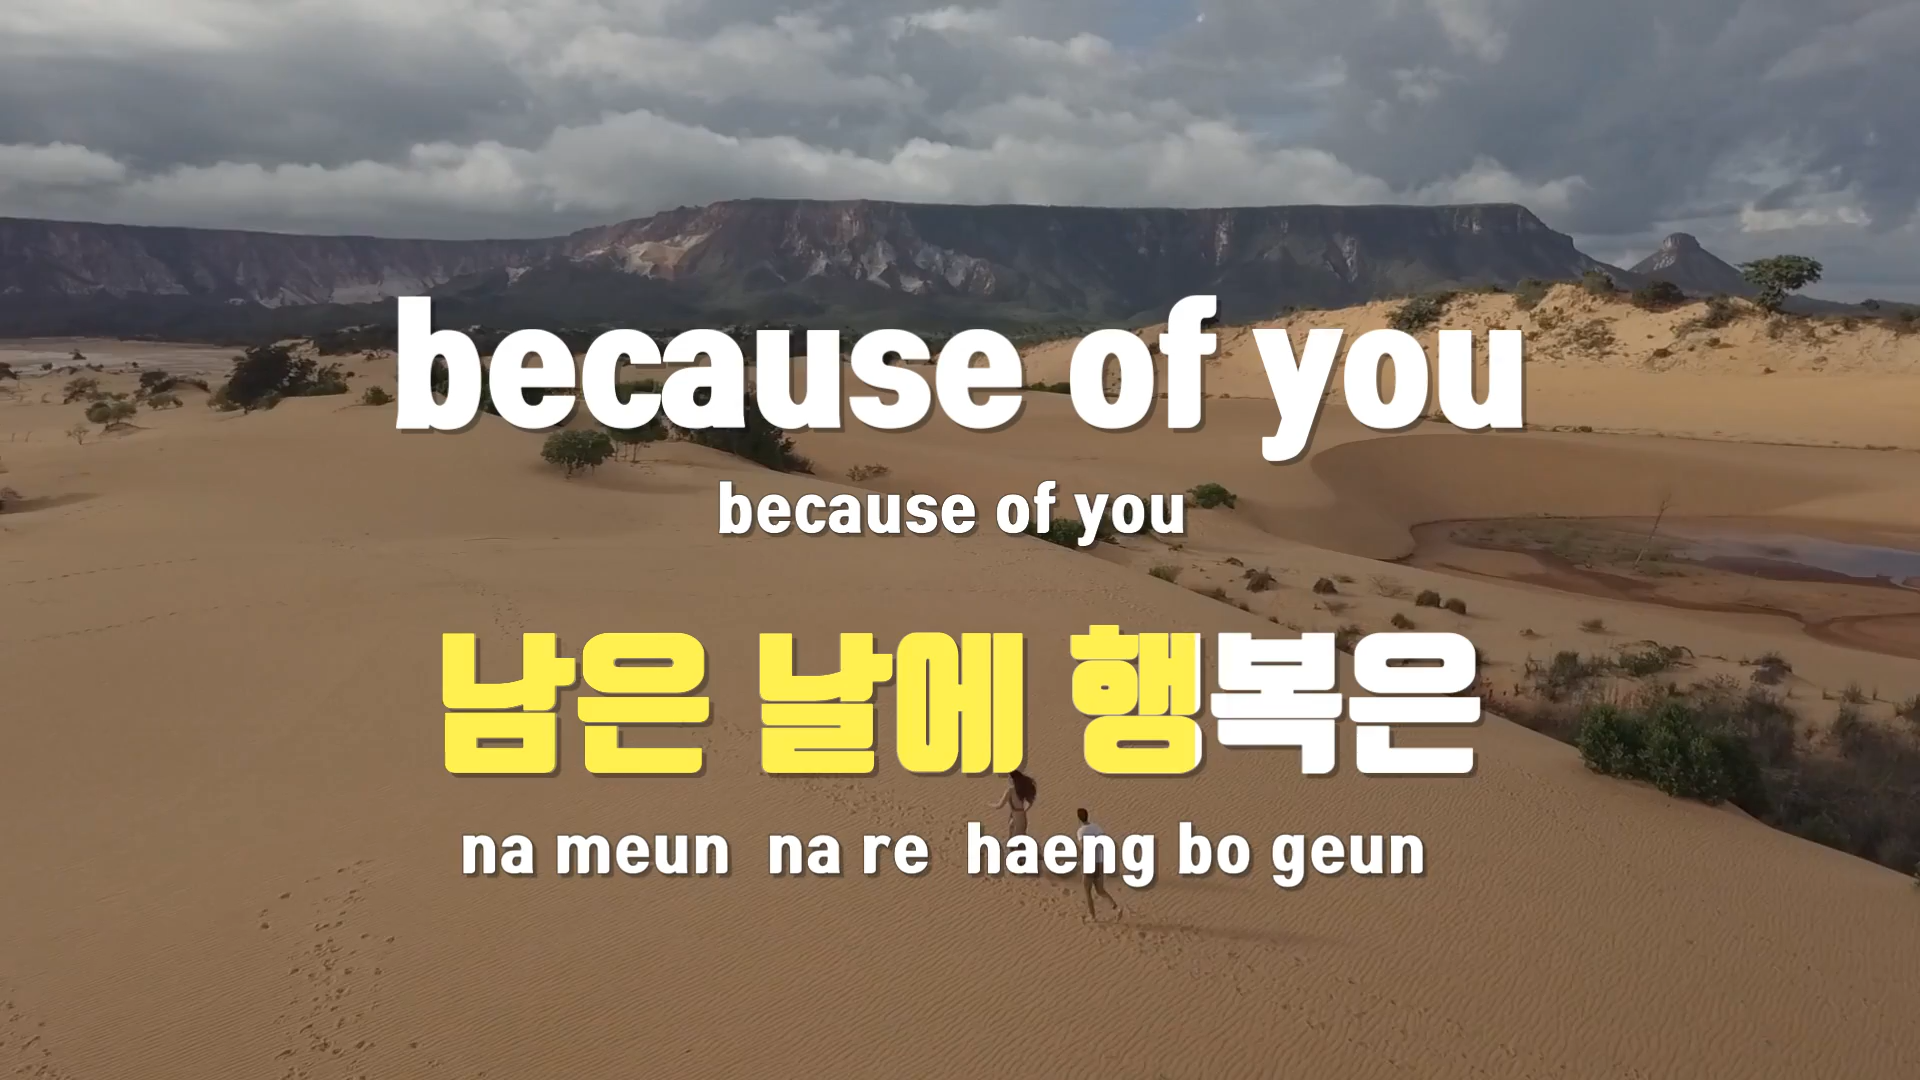 because of you
because of you
남은 날에 행복은
na meun na re haeng bo geun